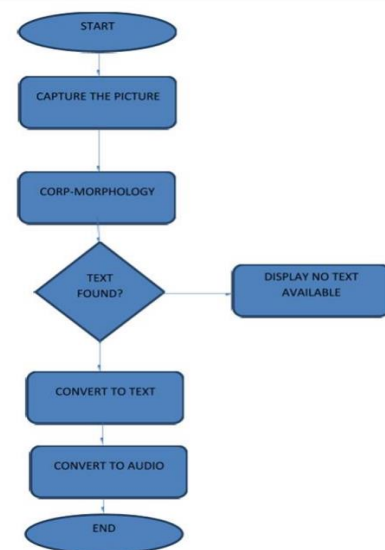 START
CAPTURE THE PICTURE
CORP-MORPHOLOGY
TEXT
FOUND?
DISPLAY NO TEXT
AVAILABLE
CONVERT TO TEXT
CONVERT TO AUDIO
END